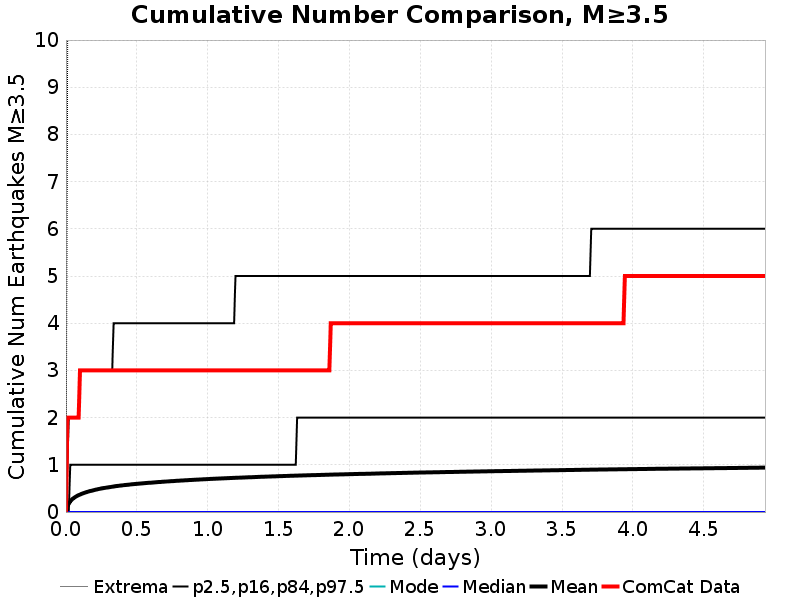 Cumulative Number Comparison, M≥3.5
Cumulative Num Earthquakes M≥3.5
10
9
8
7
6
5
4
3
2
1
0
0.0 0.5 1.0 1.5 2.0 2.5 3.0 3.5 4.0 4.5
Time (days)
Extrema p2.5,p16,p84,p97.5 Mode Median Mean ComCat Data